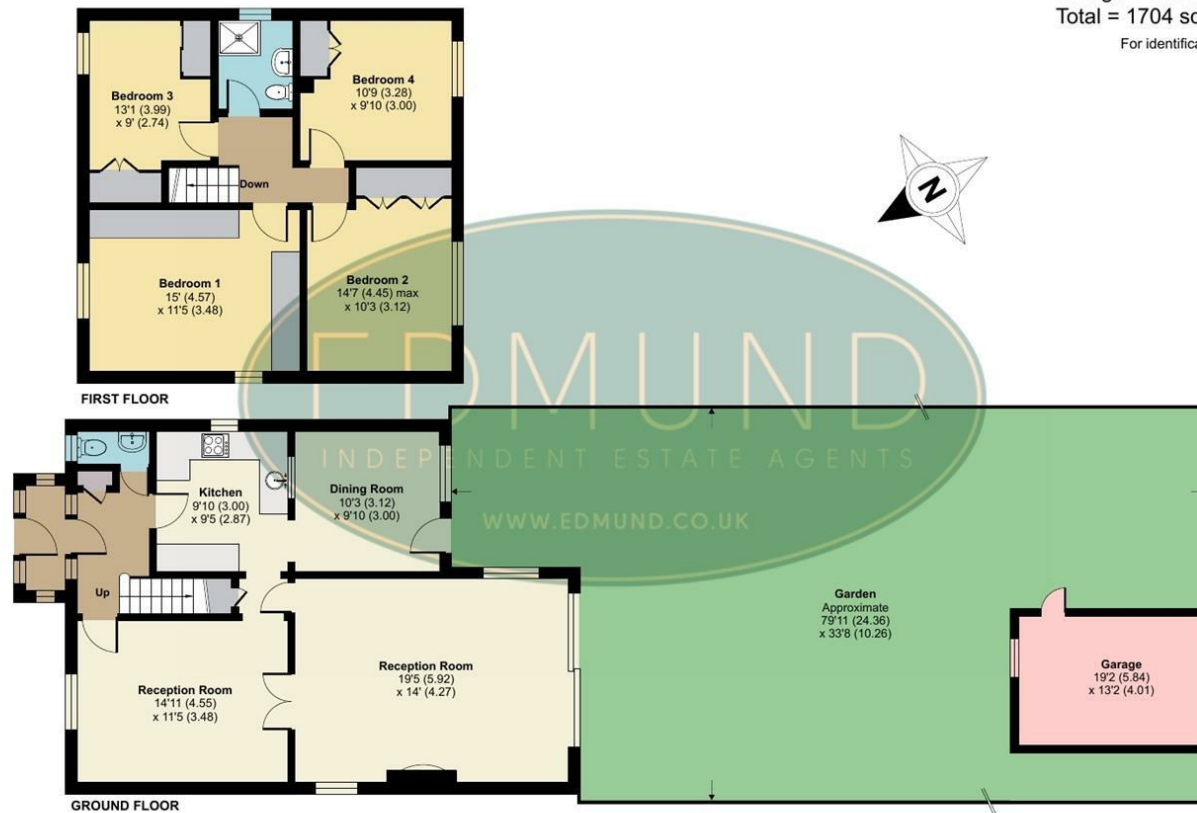 Total = 1704 sq
For identifica
Bedroom 3
13'1 (3.99)
x 9' (2.74)
Bedroom 4
10'9 (3.28)
x 9'10 (3.00)
Down
N
Bedroom 1
15' (4.57)
x 11'5 (3.48)
Bedroom 2
14'7 (4.45) max
x 10'3 (3.12)
FIRST FLOOR
EDMUND
INDEPENDENT ESTATE AGENTS
WWW.EDMUND.CO.UK
Kitchen
9'10 (3.00)
x 9'5 (2.87)
Dining Room
10'3 (3.12)
x 9'10 (3.00)
Up
Reception Room
14'11 (4.55)
x 11'5 (3.48)
Reception Room
19'5 (5.92)
x 14' (4.27)
Garden
Approximate
79'11 (24.36)
x 33'8 (10.26)
Garage
19'2 (5.84)
x 13'2 (4.01)
GROUND FLOOR